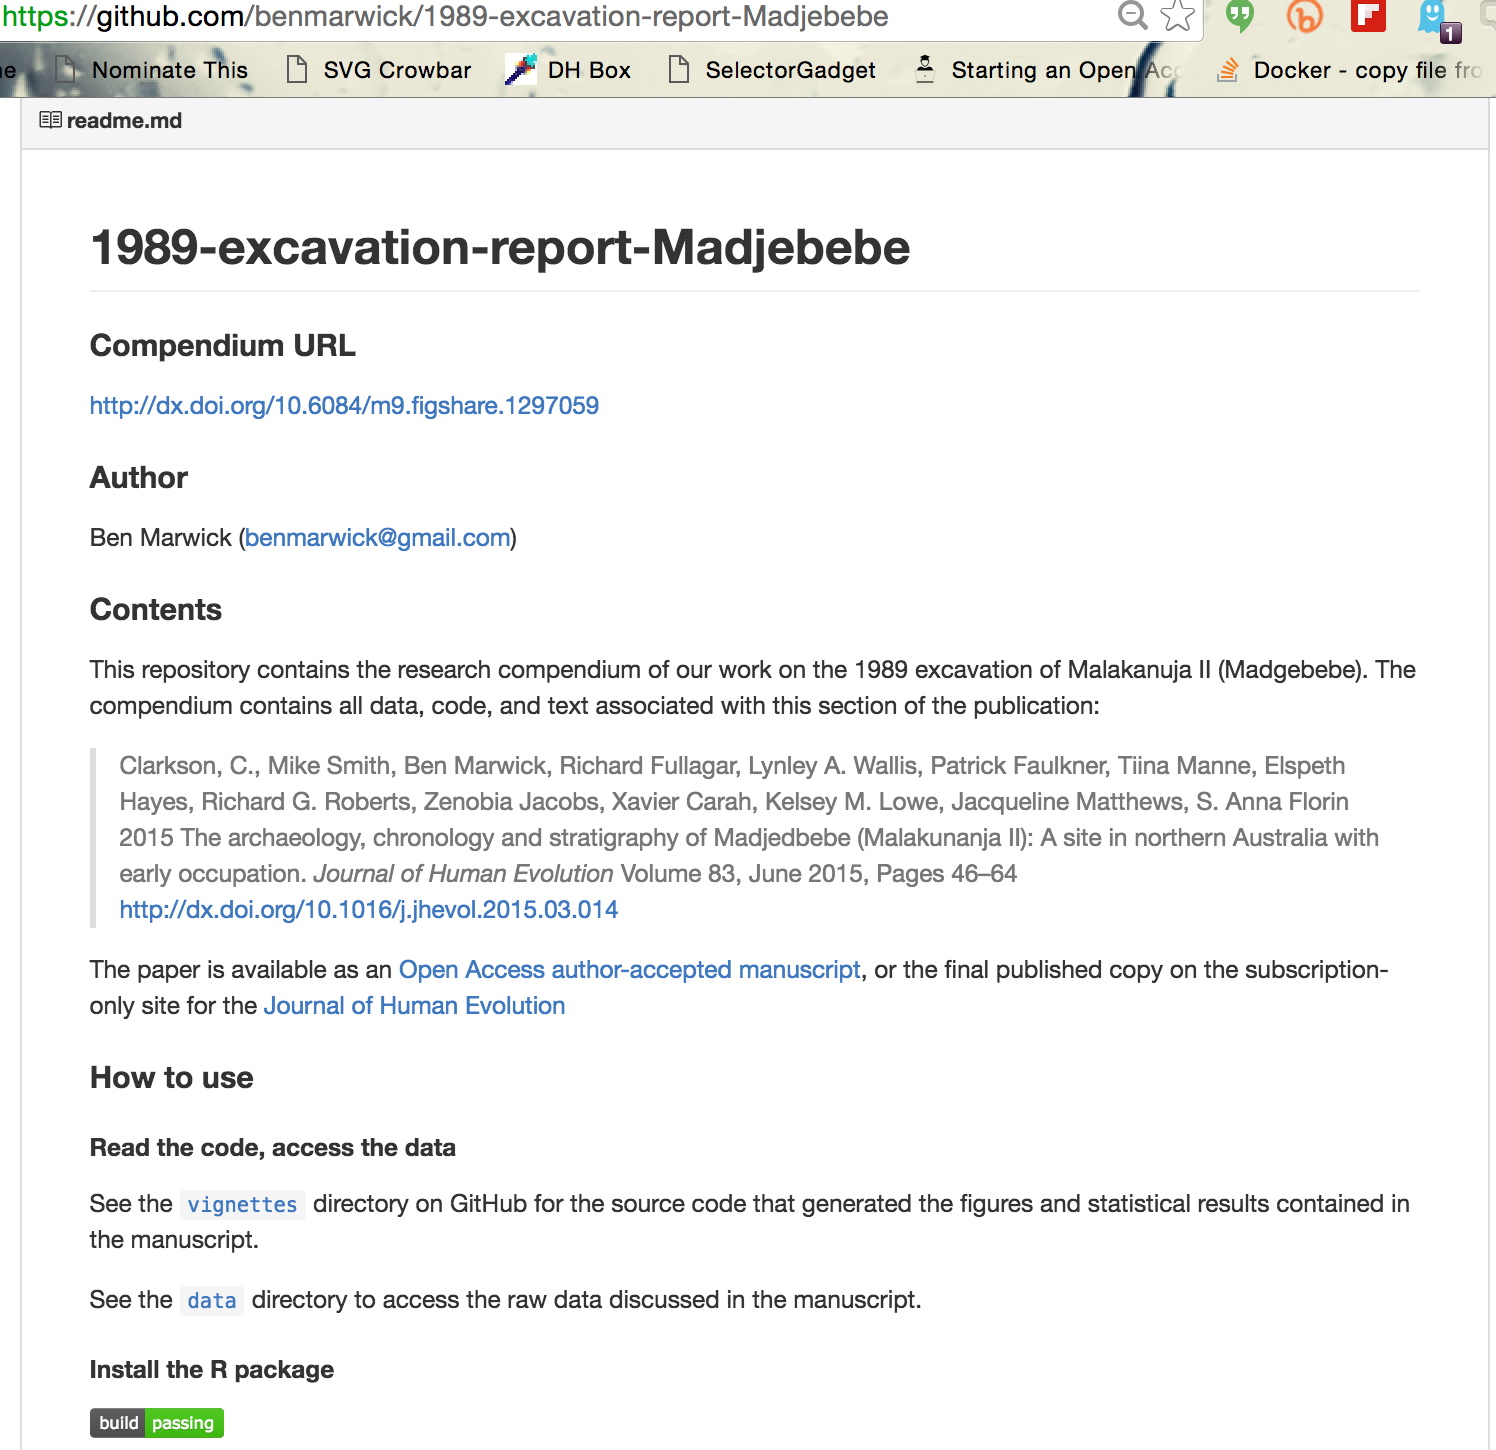 https://github.com/benmarwick/1989-excavation-report-Madjebebe
1
Nominate This SVG Crowbar DH Box SelectorGadget Starting an Open Acc Docker - copy file fro
readme.md
1989-excavation-report-Madjebebe
Compendium URL
http://dx.doi.org/10.6084/m9.figshare.1297059
Author
Ben Marwick (benmarwick@gmail.com)
Contents
This repository contains the research compendium of our work on the 1989 excavation of Malakanuja II (Madgebebe). The
compendium contains all data, code, and text associated with this section of the publication:
Clarkson, C., Mike Smith, Ben Marwick, Richard Fullagar, Lynley A. Wallis, Patrick Faulkner, Tiina Manne, Elspeth
Hayes, Richard G. Roberts, Zenobia Jacobs, Xavier Carah, Kelsey M. Lowe, Jacqueline Matthews, S. Anna Florin
2015 The archaeology, chronology and stratigraphy of Madjedbebe (Malakunanja II): A site in northern Australia with
early occupation. Journal of Human Evolution Volume 83, June 2015, Pages 46–64
http://dx.doi.org/10.1016/j.jhevol.2015.03.014
The paper is available as an Open Access author-accepted manuscript, or the final published copy on the subscription-
only site for the Journal of Human Evolution
How to use
Read the code, access the data
See the vignettes directory on GitHub for the source code that generated the figures and statistical results contained in
the manuscript.
See the data directory to access the raw data discussed in the manuscript.
Install the R package
build passing